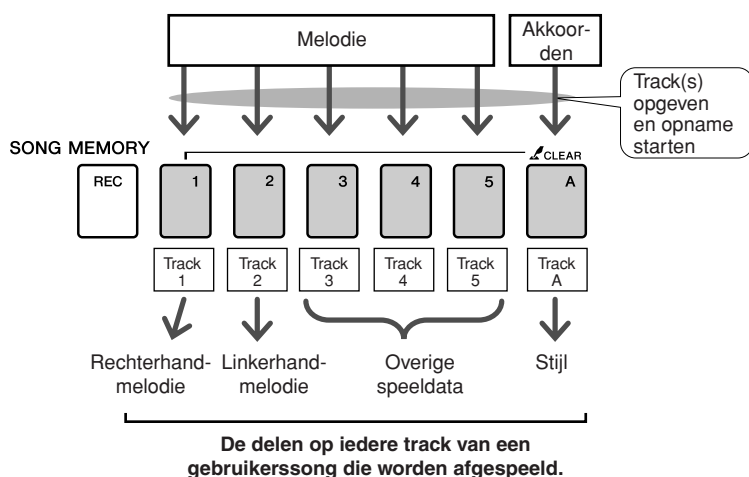 Melodie
Akkoor-
den
Track(s)
opgeven
en opname
starten
SONG MEMORY
CLEAR
REC
1
2
3
4
5
A
Track
1
Track
2
Track
3
Track
4
Track
5
Track
A
Rechterhand-
melodie
Linkerhand-
melodie
Overige
speeldata
Stijl
De delen op iedere track van een
gebruikerssong die worden afgespeeld.